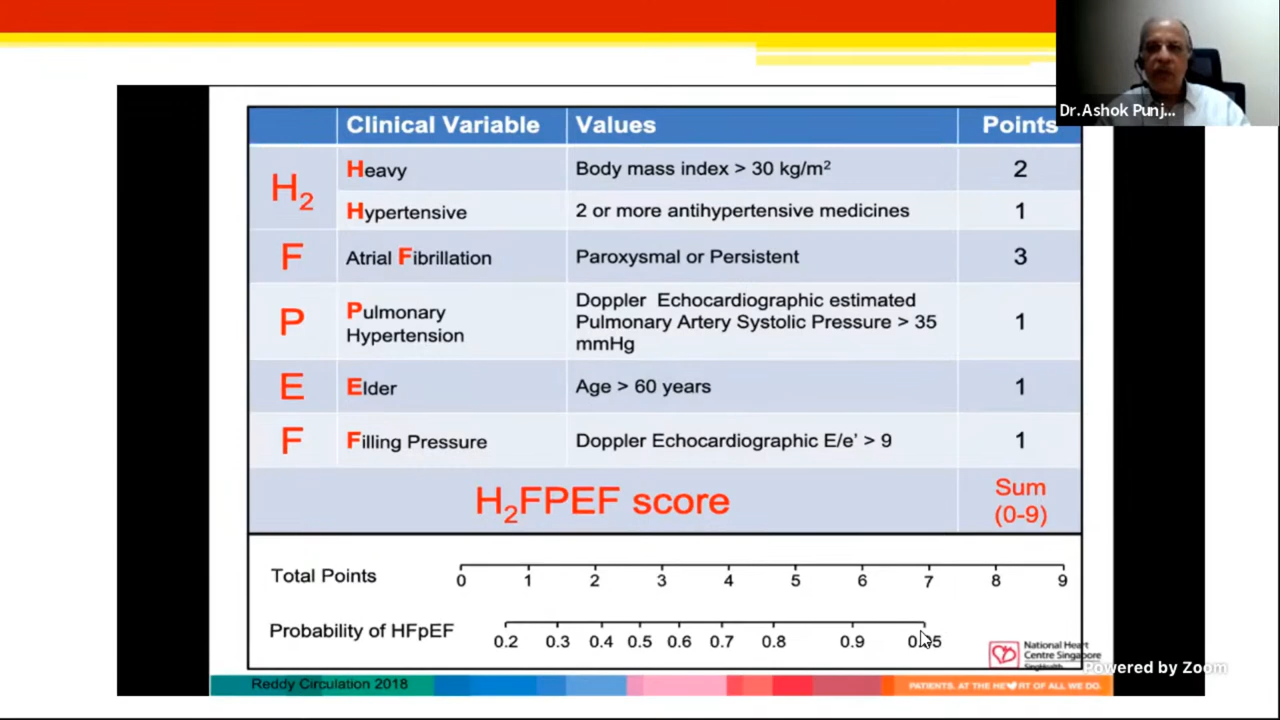 Dr.Ashok Punj...
Clinical Variable Values Points
H2
Heavy Body mass index > 30 kg/m² 2
Hypertensive 2 or more antihypertensive medicines 1
F Atrial Fibrillation Paroxysmal or Persistent 3
P Pulmonary Hypertension
Doppler Echocardiographic estimated
Pulmonary Artery Systolic Pressure > 35
mmHg
1
E Elder Age > 60 years 1
F Filling Pressure Doppler Echocardiographic E/e' > 9 1
H2FPEF score
Sum
(0-9)
Total Points 0 1 2 3 4 5 6 7 8 9
Probability of HFpEF 0.2 0.3 0.4 0.5 0.6 0.7 0.8 0.9 0.95
National Heart
Centre Singapore
SingHealth
Powered by Zoom
Reddy Circulation 2018
PATIENTS. AT THE HEART OF ALL WE DO.